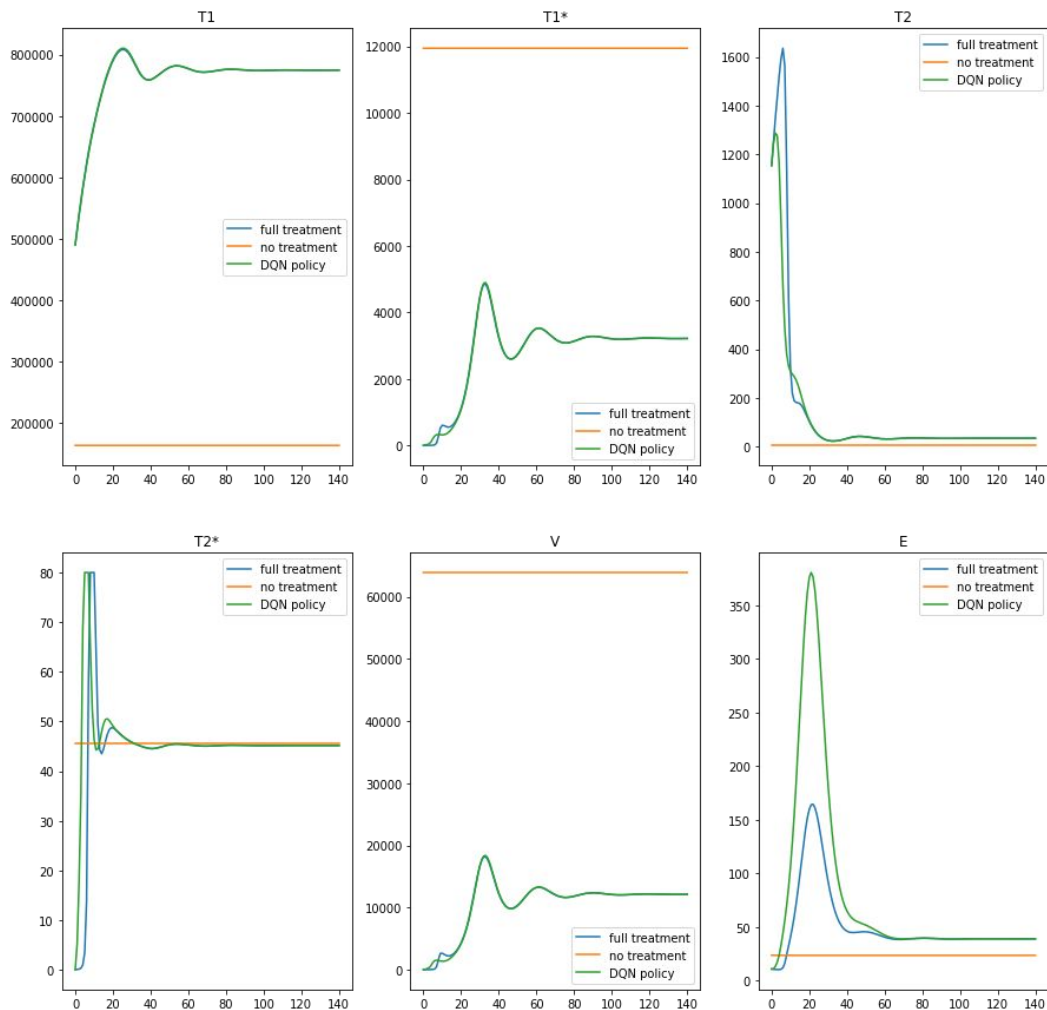 T1
800000
700000
600000
500000
400000
300000
200000
full treatment
no treatment
DQN policy
0 20 40 60 80 100 120 140
T1*
12000
10000
8000
6000
4000
2000
0
full treatment
no treatment
DQN policy
0 20 40 60 80 100 120 140
T2
1600
1400
1200
1000
800
600
400
200
0
full treatment
no treatment
DQN policy
0 20 40 60 80 100 120 140
T2*
80
70
60
50
40
30
20
10
0
full treatment
no treatment
DQN policy
0 20 40 60 80 100 120 140
V
60000
50000
40000
30000
20000
10000
0
full treatment
no treatment
DQN policy
0 20 40 60 80 100 120 140
E
350
300
250
200
150
100
50
0
full treatment
no treatment
DQN policy
0 20 40 60 80 100 120 140